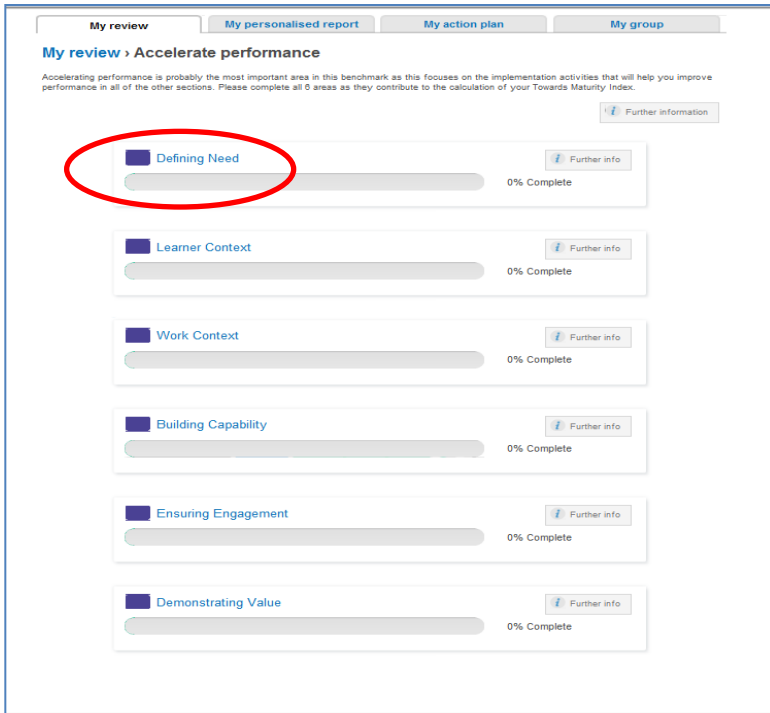 My review
My personalised report
My action plan
My group
My review › Accelerate performance
Accelerating performance is probably the most important area in this benchmark as this focuses on the implementation activities that will help you improve
performance in all of the other sections. Please complete all 6 areas as they contribute to the calculation of your Towards Maturity Index.
Further information
Defining Need
Further info
0% Complete
Learner Context
Further info
0% Complete
Work Context
Further info
0% Complete
Building Capability
Further info
0% Complete
Ensuring Engagement
Further info
0% Complete
Demonstrating Value
Further info
0% Complete